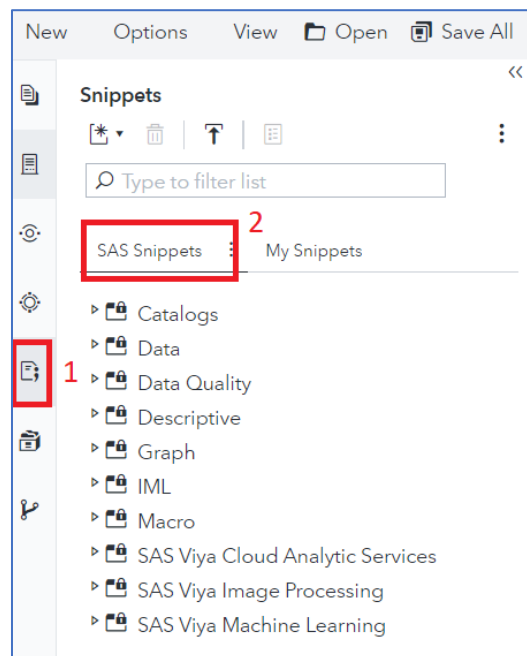 New Options View Open Save All
Snippets
Type to filter list
2
SAS Snippets My Snippets
Catalogs
Data
1
Data Quality
Descriptive
Graph
IML
Macro
SAS Viya Cloud Analytic Services
SAS Viya Image Processing
SAS Viya Machine Learning